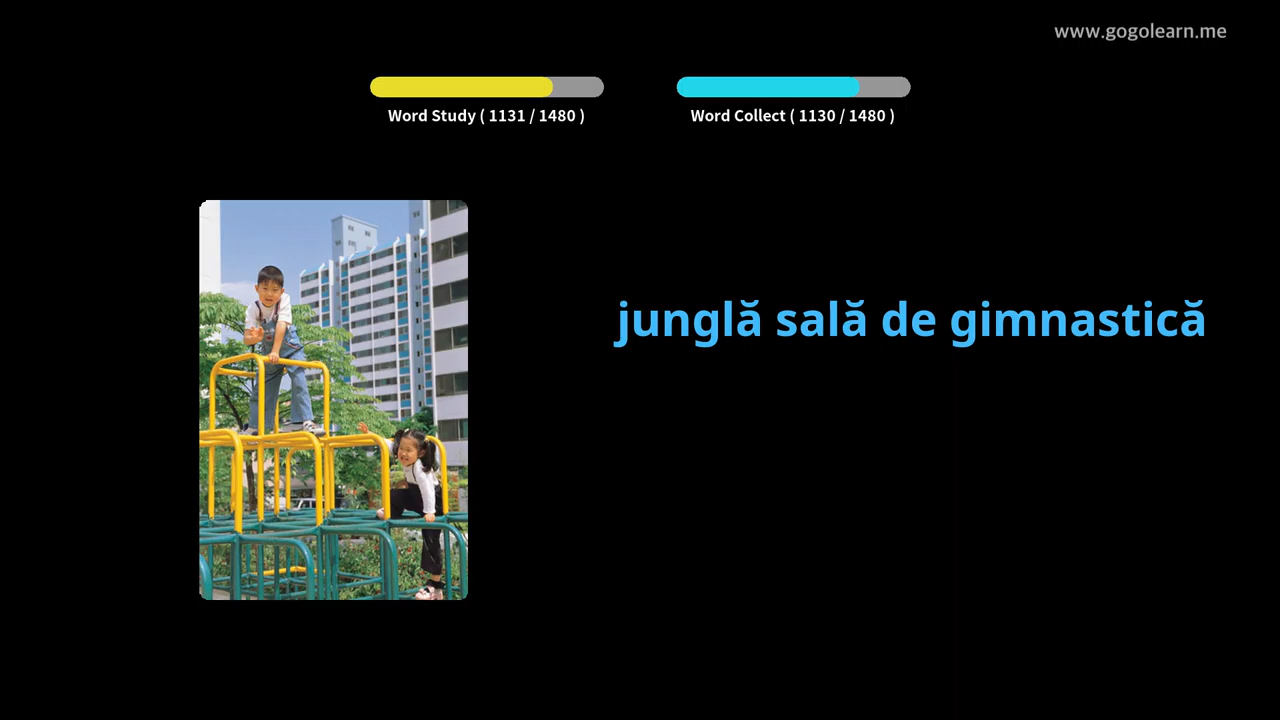 www.gogolearn.me
Word Study ( 1131 / 1480 )
Word Collect ( 1130 / 1480 )
junglă sală de gimnastică